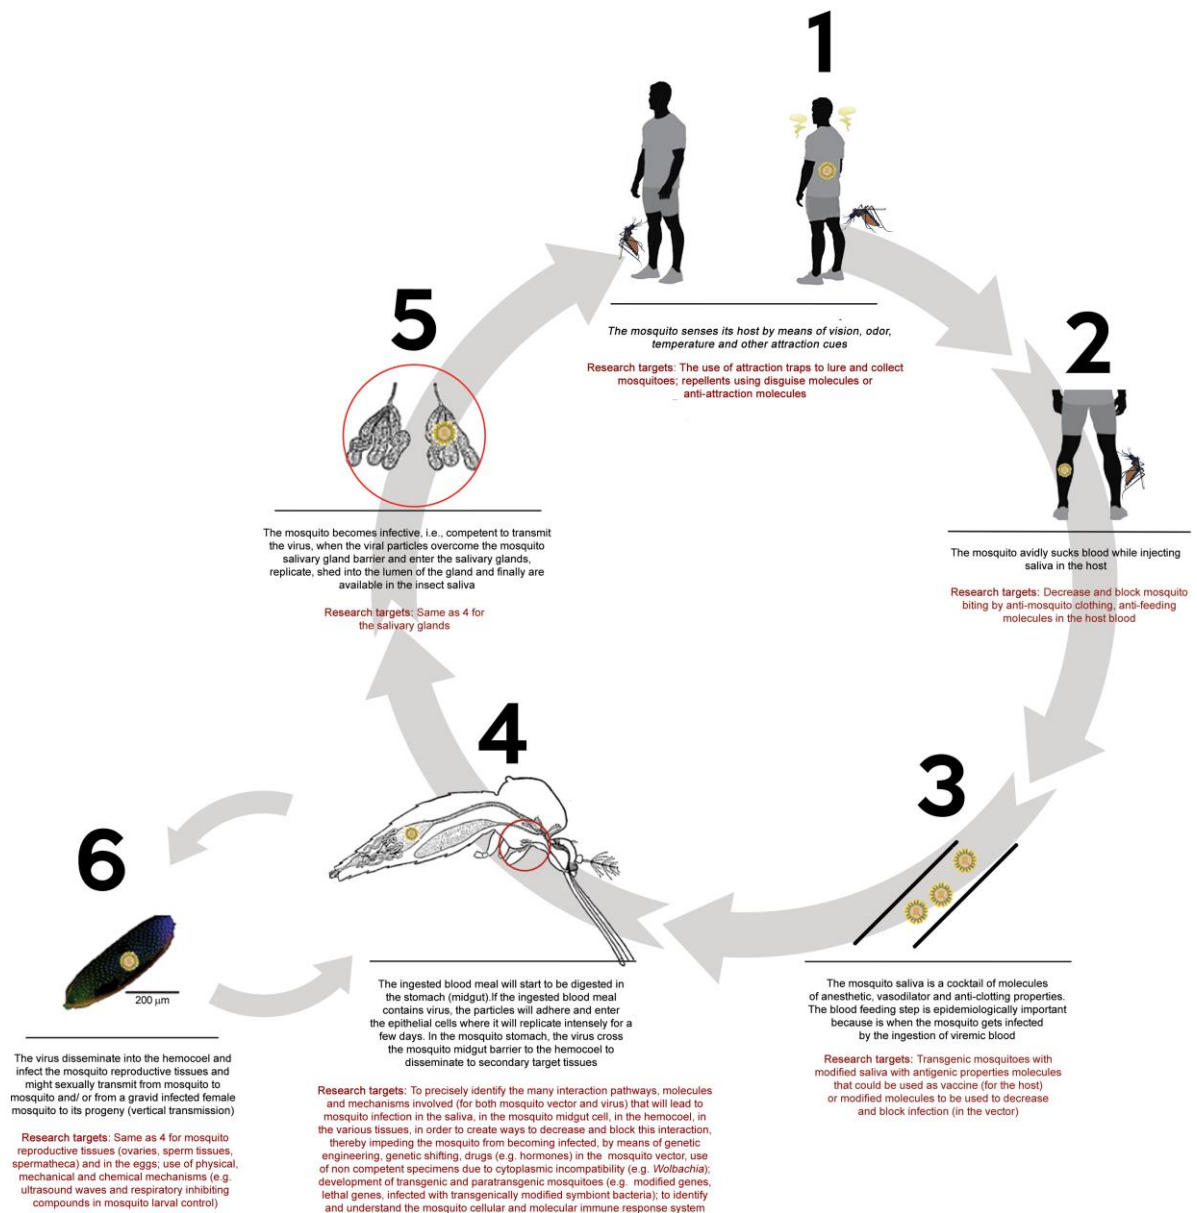 1
The mosquito senses its host by means of vision, odor,
temperature and other attraction cues
Research targets: The use of attraction traps to lure and collect
mosquitoes; repellents using disguise molecules or
anti-attraction molecules
2
The mosquito avidly sucks blood while injecting
saliva in the host
Research targets: Decrease and block mosquito
biting by anti-mosquito clothing, anti-feeding
molecules in the host blood
3
The mosquito saliva is a cocktail of molecules
of anesthetic, vasodilator and anti-clotting properties.
The blood feeding step is epidemiologically important
because is when the mosquito gets infected
by the ingestion of viremic blood
Research targets: Transgenic mosquitoes with
modified saliva with antigenic properties molecules
that could be used as vaccine (for the host)
or modified molecules to be used to decrease
and block infection (in the vector)
4
The ingested blood meal will start to be digested in
the stomach (midgut).If the ingested blood meal
contains virus, the particles will adhere and enter
the epithelial cells where it will replicate intensely for a
few days. In the mosquito stomach, the virus cross
the mosquito midgut barrier to the hemocoel to
disseminate to secondary target tissues
Research targets: To precisely identify the many interaction pathways, molecules
and mechanisms involved (for both mosquito vector and virus) that will lead to
mosquito infection in the saliva, in the mosquito midgut cell, in the hemocoel, in
the various tissues, in order to create ways to decrease and block this interaction,
thereby impeding the mosquito from becoming infected, by means of genetic
engineering, genetic shifting, drugs (e.g. hormones) in the mosquito vector, use
of non competent specimens due to cytoplasmic incompatibility (e.g. Wolbachia);
development of transgenic and paratransgenic mosquitoes (e.g. modified genes,
lethal genes, infected with transgenically modified symbiont bacteria); to identify
and understand the mosquito cellular and molecular immune response system
5
The mosquito becomes infective, i.e., competent to transmit
the virus, when the viral particles overcome the mosquito
salivary gland barrier and enter the salivary glands,
replicate, shed into the lumen of the gland and finally are
available in the insect saliva
Research targets: Same as 4 for
the salivary glands
6
200 µm
The virus disseminate into the hemocoel and
infect the mosquito reproductive tissues and
might sexually transmit from mosquito to
mosquito and/ or from a gravid infected female
mosquito to its progeny (vertical transmission)
Research targets: Same as 4 for mosquito
reproductive tissues (ovaries, sperm tissues,
spermatheca) and in the eggs; use of physical,
mechanical and chemical mechanisms (e.g.
ultrasound waves and respiratory inhibiting
compounds in mosquito larval control)